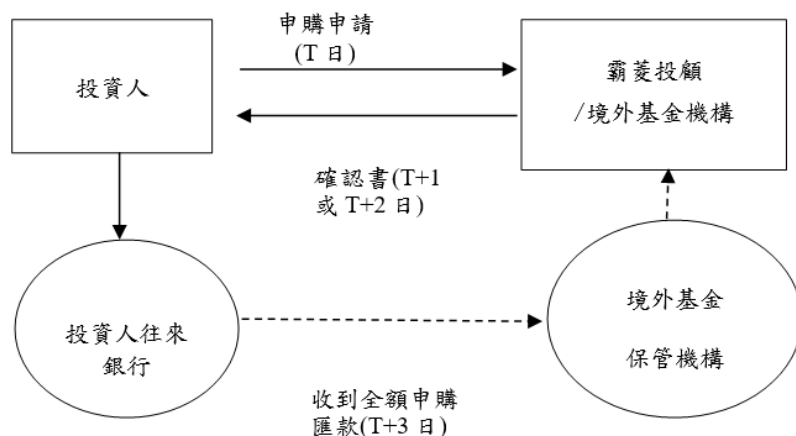 申購申請
(T 日)
投資人
霸菱投顧
/境外基金機構
確認書(T+1
或 T+2 日)
投資人往來
銀行
境外基金
保管機構
收到全額申購
匯款(T+3 日)